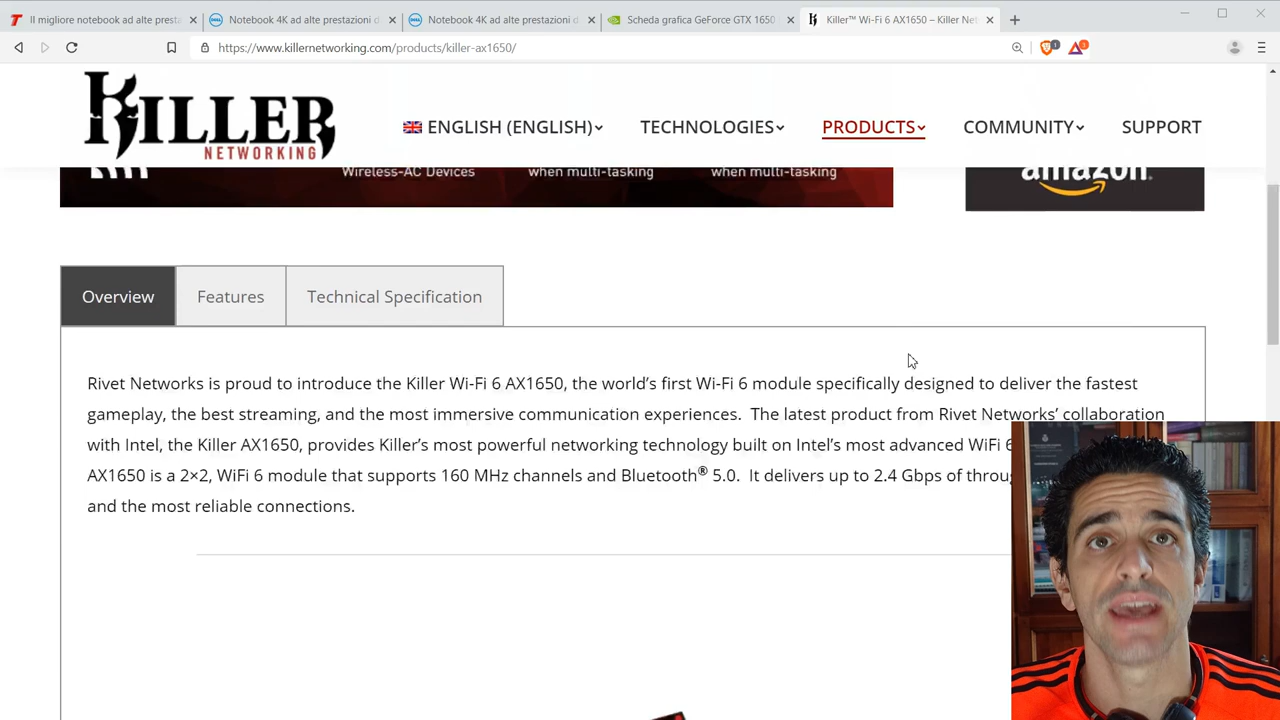 Il migliore notebook ad alte presta
Notebook 4K ad alte prestazioni d
Notebook 4K ad alte prestazioni d
Scheda grafica GeForce GTX 1650
Killer™ Wi-Fi 6 AX1650 – Killer Net
https://www.killernetworking.com/products/killer-ax1650/
KILLER
NETWORKING
ENGLISH (ENGLISH)
TECHNOLOGIES
PRODUCTS
COMMUNITY
SUPPORT
Wireless-AC Devices
when multi-tasking
when multi-tasking
amazon
Overview
Features
Technical Specification
Rivet Networks is proud to introduce the Killer Wi-Fi 6 AX1650, the world's first Wi-Fi 6 module specifically designed to deliver the fastest
gameplay, the best streaming, and the most immersive communication experiences. The latest product from Rivet Networks' collaboration
with Intel, the Killer AX1650, provides Killer's most powerful networking technology built on Intel's most advanced WiFi 6
AX1650 is a 2×2, WiFi 6 module that supports 160 MHz channels and Bluetooth® 5.0. It delivers up to 2.4 Gbps of throug
and the most reliable connections.